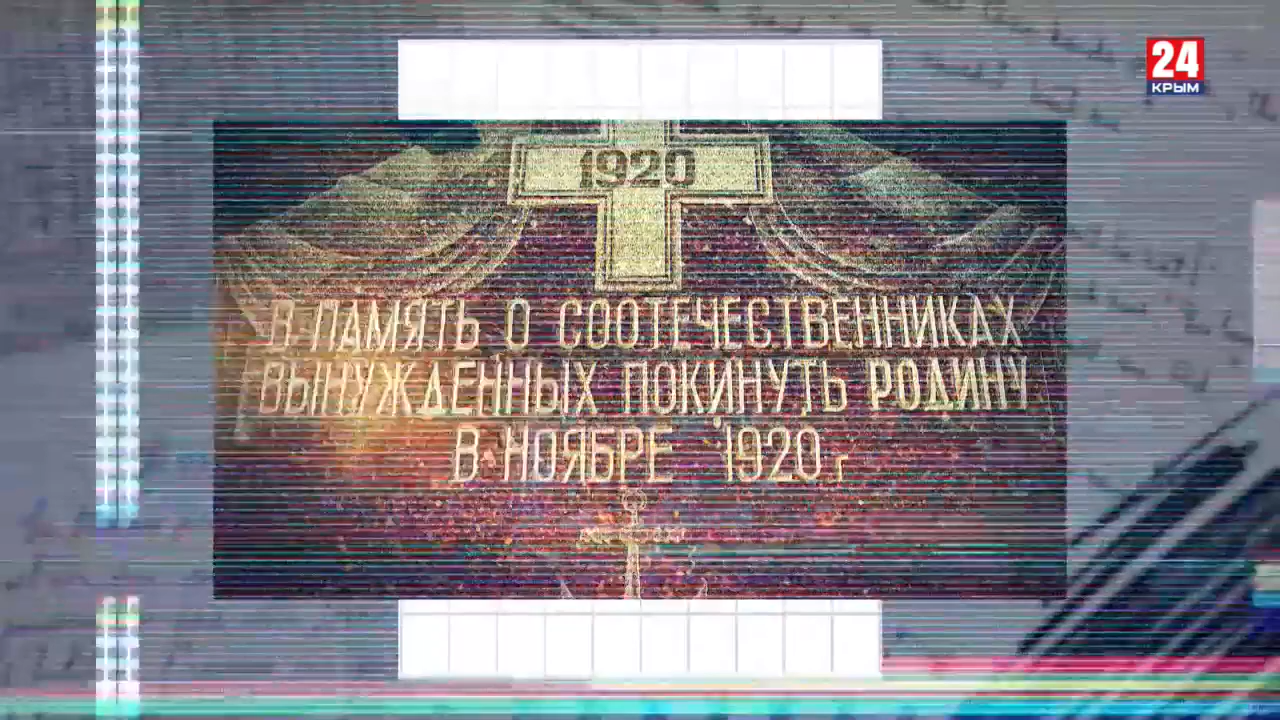 24
КРЫМ
1920
В ПАМЯТЬ О СООТЕЧЕСТВЕННИКАХ
ВЫНУЖДЕННЫХ ПОКИНУТЬ РОДИНУ
В НОЯБРЕ 1920 г